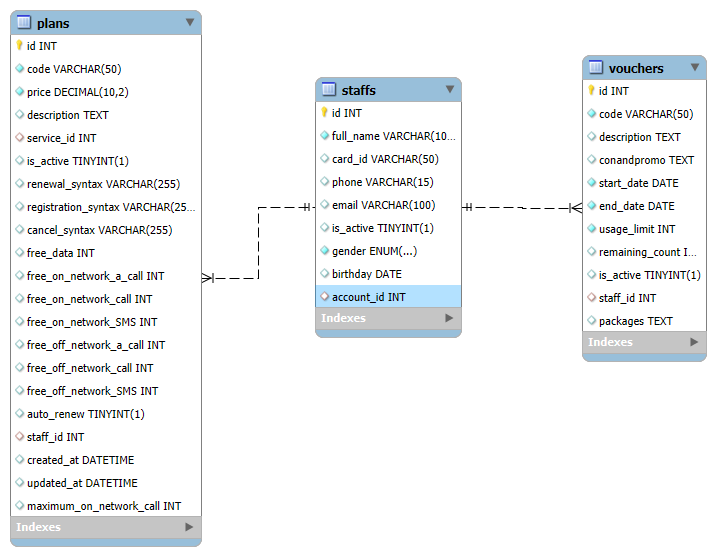 plans
id INT
code VARCHAR(50)
price DECIMAL(10,2)
description TEXT
service_id INT
is_active TINYINT(1)
renewal_syntax VARCHAR(255)
registration_syntax VARCHAR(25...
cancel_syntax VARCHAR(255)
free_data INT
free_on_network_a_call INT
free_on_network_call INT
free_on_network_SMS INT
free_off_network_a_call INT
free_off_network_call INT
free_off_network_SMS INT
auto_renew TINYINT(1)
staff_id INT
created_at DATETIME
updated_at DATETIME
maximum_on_network_call INT
Indexes
staffs
id INT
full_name VARCHAR(10...
card_id VARCHAR(50)
phone VARCHAR(15)
email VARCHAR(100)
is_active TINYINT(1)
gender ENUM(...)
birthday DATE
account_id INT
Indexes
vouchers
id INT
code VARCHAR(50)
description TEXT
conandpromo TEXT
start_date DATE
end_date DATE
usage_limit INT
remaining_count I...
is_active TINYINT(1)
staff_id INT
packages TEXT
Indexes